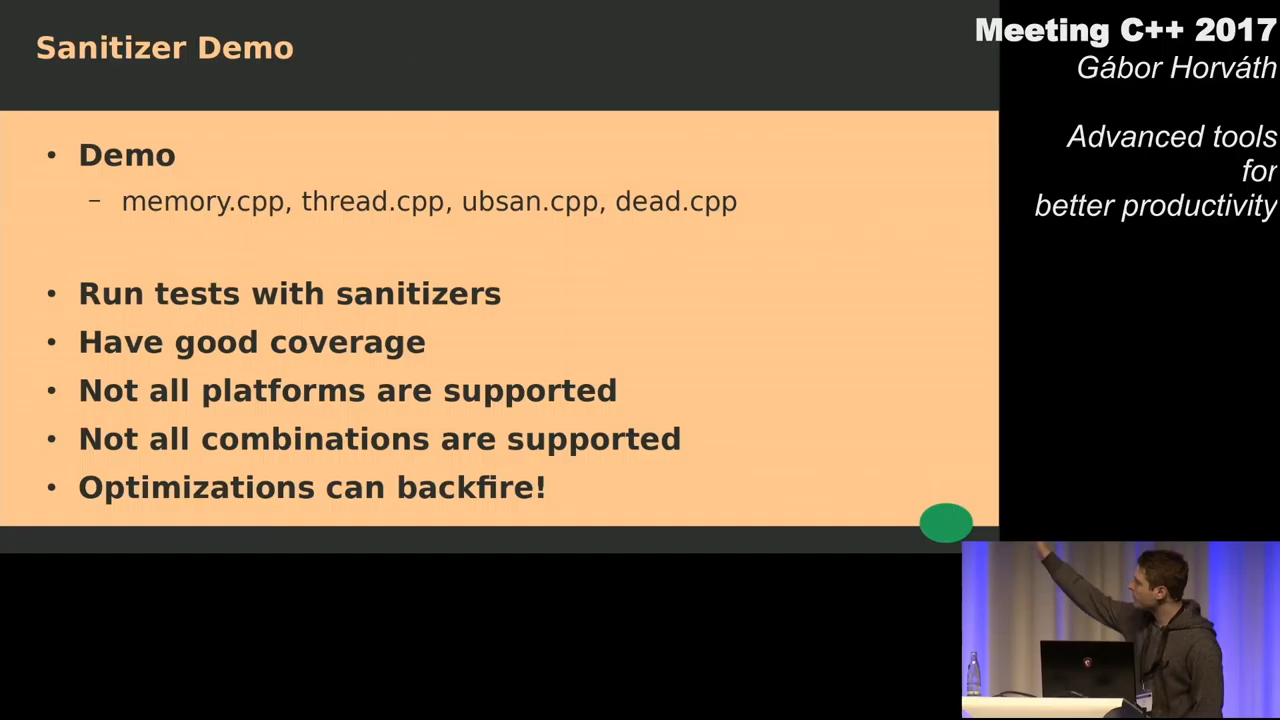 Sanitizer Demo
• Demo
– memory.cpp, thread.cpp, ubsan.cpp, dead.cpp
• Run tests with sanitizers
• Have good coverage
• Not all platforms are supported
• Not all combinations are supported
• Optimizations can backfire!
Meeting C++ 2017
Gábor Horváth
Advanced tools
for
better productivity